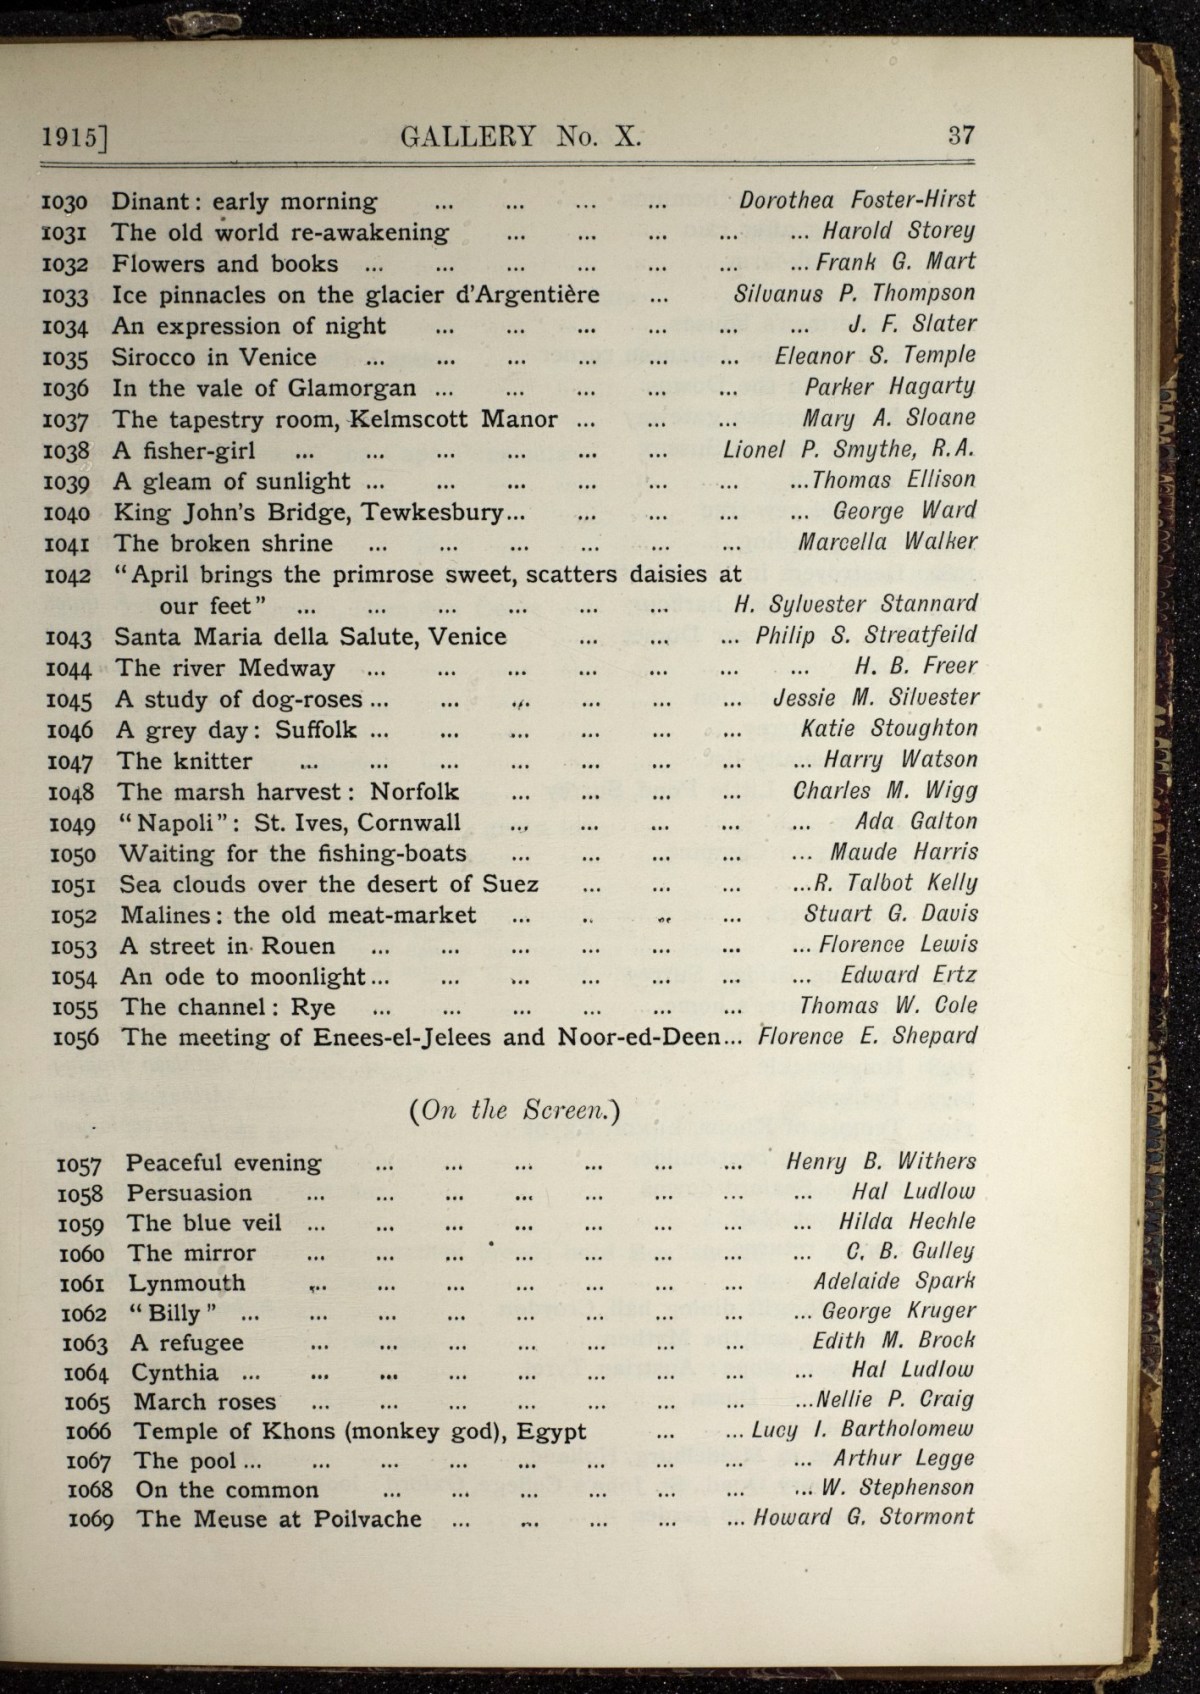 1915] GALLERY No. X. 37
1030 Dinant: early morning ... ... ... ... Dorothea Foster-Hirst
1031 The old world re-awakening ... ... ... ... ... Harold Storey
1032 Flowers and books ... ... ... ... ... ... ... Frank G. Mart
1033 Ice pinnacles on the glacier d'Argentière ... Silvanus P. Thompson
1034 An expression of night ... ... ... ... ... ... J. F. Slater
1035 Sirocco in Venice ... ... ... ... ... ... Eleanor S. Temple
1036 In the vale of Glamorgan ... ... ... ... ... Parker Hagarty
1037 The tapestry room, Kelmscott Manor ... ... ... Mary A. Sloane
1038 A fisher-girl ... ... ... ... ... ... Lionel P. Smythe, R.A.
1039 A gleam of sunlight ... ... ... ... ... ... ... Thomas Ellison
1040 King John's Bridge, Tewkesbury... ... ... ... ... George Ward
1041 The broken shrine ... ... ... ... ... ... Marcella Walker
1042 “April brings the primrose sweet, scatters daisies at
our feet” ... ... ... ... ... ... H. Sylvester Stannard
1043 Santa Maria della Salute, Venice ... ... ... Philip S. Streatfeild
1044 The river Medway ... ... ... ... ... ... ... H. B. Freer
1045 A study of dog-roses ... ... ... ... ... ... Jessie M. Silvester
1046 A grey day: Suffolk ... ... ... ... ... ... Katie Stoughton
1047 The knitter ... ... ... ... ... ... ... ... Harry Watson
1048 The marsh harvest: Norfolk ... ... ... ... Charles M. Wigg
1049 “Napoli”: St. Ives, Cornwall ... ... ... ... ... Ada Galton
1050 Waiting for the fishing-boats ... ... ... ... ... Maude Harris
1051 Sea clouds over the desert of Suez ... ... ... ...R. Talbot Kelly
1052 Malines: the old meat-market ... ... ... ... Stuart G. Davis
1053 A street in Rouen ... ... ... ... ... ... ... Florence Lewis
1054 An ode to moonlight... ... ... ... ... ... ... Edward Ertz
1055 The channel: Rye ... ... ... ... ... ... Thomas W. Cole
1056 The meeting of Enees-el-Jelees and Noor-ed-Deen... Florence E. Shepard
(On the Screen.)
1057 Peaceful evening ... ... ... ... ... ... Henry B. Withers
1058 Persuasion ... ... ... ... ... ... ... ... Hal Ludlow
1059 The blue veil ... ... ... ... ... ... ... ... Hilda Hechle
1060 The mirror ... ... ... ... ... ... ... ... C. B. Gulley
1061 Lynmouth ... ... ... ... ... ... ... Adelaide Spark
1062 “Billy” ... ... ... ... ... ... ... ... ... George Kruger
1063 A refugee ... ... ... ... ... ... ... Edith M. Brock
1064 Cynthia ... ... ... ... ... ... ... ... ... Hal Ludlow
1065 March roses ... ... ... ... ... ... ... ...Nellie P. Craig
1066 Temple of Khons (monkey god), Egypt ... ... Lucy I. Bartholomew
1067 The pool ... ... ... ... ... ... ... ... ... Arthur Legge
1068 On the common ... ... ... ... ... ... ... W. Stephenson
1069 The Meuse at Poilvache ... ... ... ... ... Howard G. Stormont